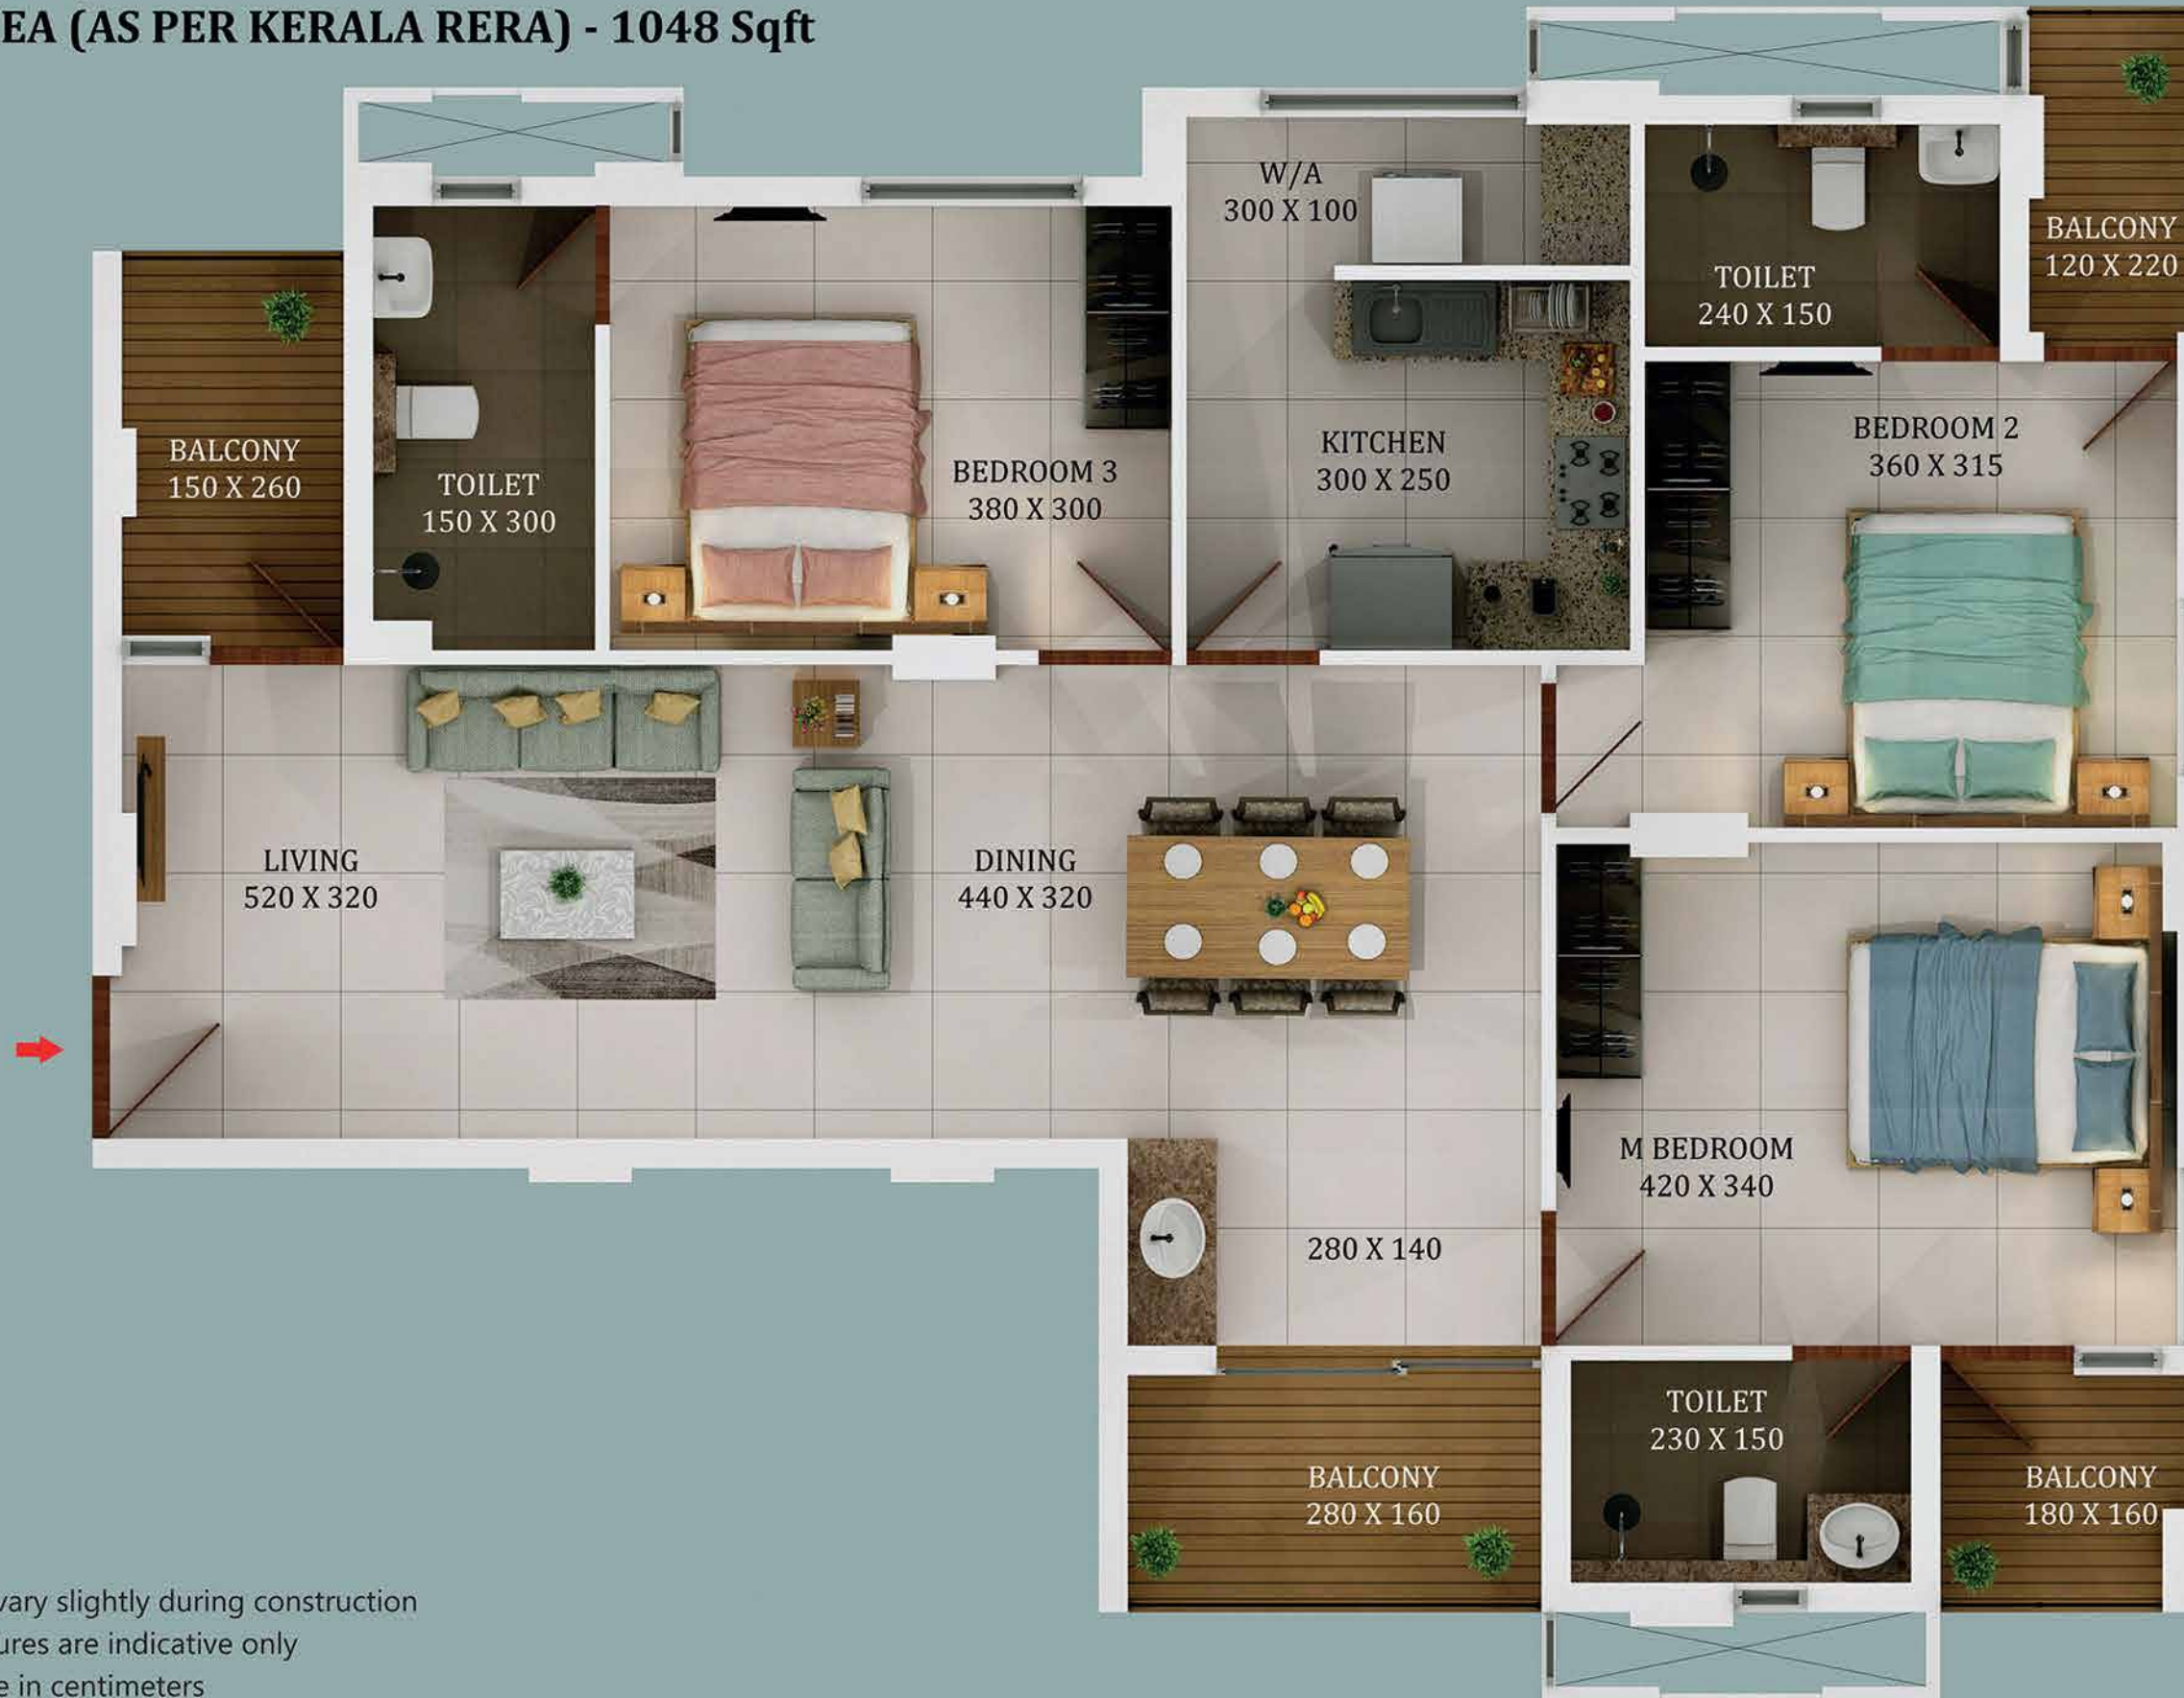 EA (AS PER KERALA RERA) - 1048 Sqft
W/A
300 X 100
BALCONY
120 X 220
TOILET
240 X 150
BALCONY
150 X 260
TOILET
150 X 300
BEDROOM 3
380 X 300
KITCHEN
300 X 250
BEDROOM 2
360 X 315
LIVING
520 X 320
DINING
440 X 320
M BEDROOM
420 X 340
280 X 140
TOILET
230 X 150
BALCONY
280 X 160
BALCONY
180 X 160
vary slightly during construction
ures are indicative only
e in centimeters